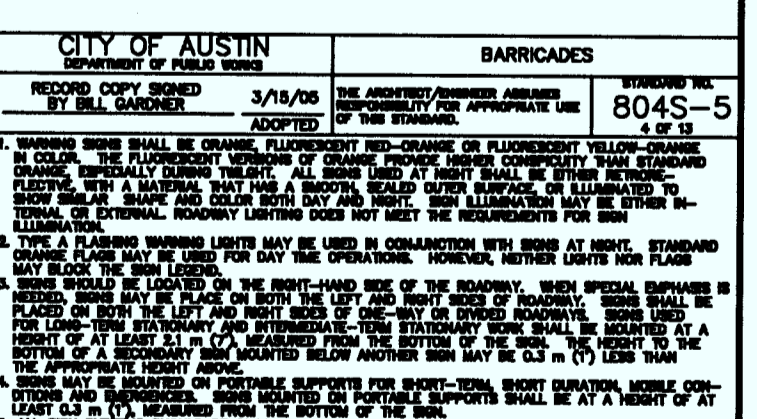 CITY OF AUSTIN
DEPARTMENT OF PUBLIC WORKS
BARRICADES
RECORD COPY SIGNED
BY BILL GARDNER
3/15/06
ADOPTED
THE ARCHITECT/ENGINEER ASSUMES
RESPONSIBILITY FOR APPROPRIATE USE
OF THIS STANDARD.
STANDARD NO.
804S-5
4 OF 13
1. WARNING SIGNS SHALL BE ORANGE, FLUORESCENT RED-ORANGE OR FLUORESCENT YELLOW-ORANGE
IN COLOR. THE FLUORESCENT VERSIONS OF ORANGE PROVIDE HIGHER CONSPICUITY THAN STANDARD
ORANGE, ESPECIALLY DURING TWILIGHT. ALL SIGNS USED AT NIGHT SHALL BE EITHER RETRORE-
FLECTIVE, WITH A MATERIAL THAT HAS A SMOOTH, SEALED OUTER SURFACE, OR ILLUMINATED TO
SHOW SIMILAR SHAPE AND COLOR BOTH DAY AND NIGHT. SIGN ILLUMINATION MAY BE EITHER IN-
TERNAL OR EXTERNAL. ROADWAY LIGHTING DOES NOT MEET THE REQUIREMENTS FOR SIGN
ILLUMINATION.
2. TYPE A FLASHING WARNING LIGHTS MAY BE USED IN CONJUNCTION WITH SIGNS AT NIGHT. STANDARD
ORANGE FLAGS MAY BE USED FOR DAY TIME OPERATIONS. HOWEVER, NEITHER LIGHTS NOR FLAGS
MAY BLOCK THE SIGN LEGEND.
3. SIGNS SHOULD BE LOCATED ON THE RIGHT-HAND SIDE OF THE ROADWAY. WHEN SPECIAL EMPHASIS IS
NEEDED, SIGNS MAY BE PLACE ON BOTH THE LEFT AND RIGHT SIDES OF ROADWAY. SIGNS SHALL BE
PLACED ON BOTH THE LEFT AND RIGHT SIDES OF ONE-WAY OR DIVIDED ROADWAYS. SIGNS USED
FOR LONG-TERM STATIONARY AND INTERMEDIATE-TERM STATIONARY WORK SHALL BE MOUNTED AT A
HEIGHT OF AT LEAST 2.1 m (7'), MEASURED FROM THE BOTTOM OF THE SIGN. THE HEIGHT TO THE
BOTTOM OF A SECONDARY SIGN MOUNTED BELOW ANOTHER SIGN MAY BE 0.3 m (1') LESS THAN
THE APPROPRIATE HEIGHT ABOVE.
4. SIGNS MAY BE MOUNTED ON PORTABLE SUPPORTS FOR SHORT-TERM, SHORT DURATION, MOBILE CON-
DITIONS AND EMERGENCIES. SIGNS MOUNTED ON PORTABLE SUPPORTS SHALL BE AT A HEIGHT OF AT
LEAST 0.3 m (1'), MEASURED FROM THE BOTTOM OF THE SIGN.